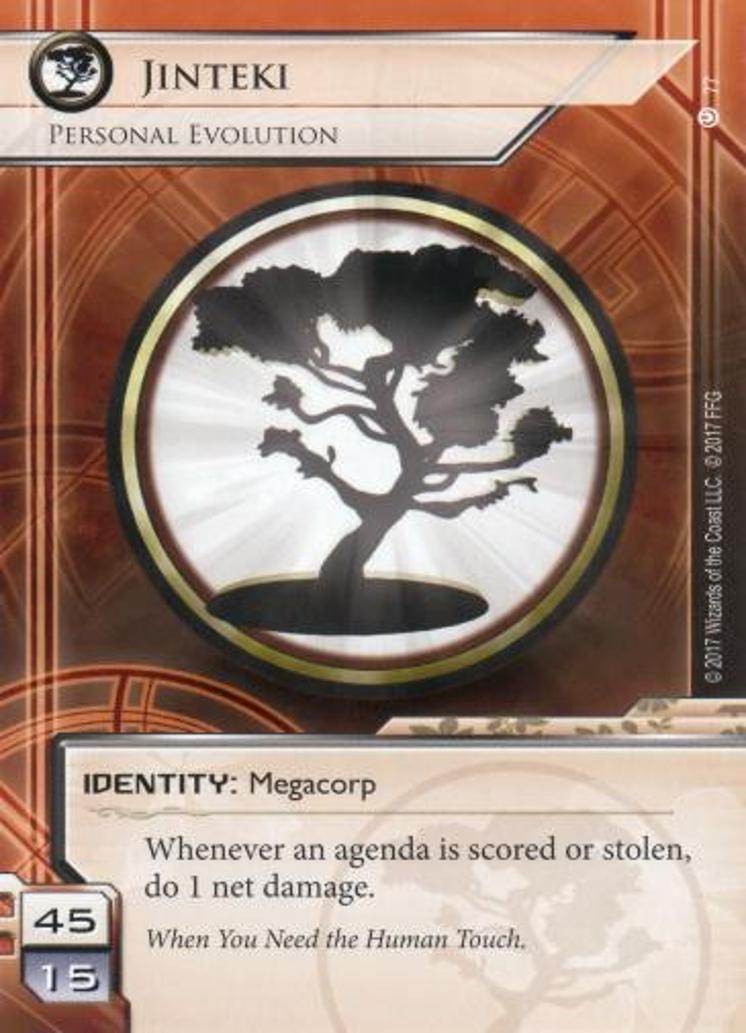 JINTEKI
PERSONAL EVOLUTION
77
© 2017 Wizards of the Coast LLC. © 2017 FFG
IDENTITY: Megacorp
Whenever an agenda is scored or stolen,
do 1 net damage.
When You Need the Human Touch.
45
15